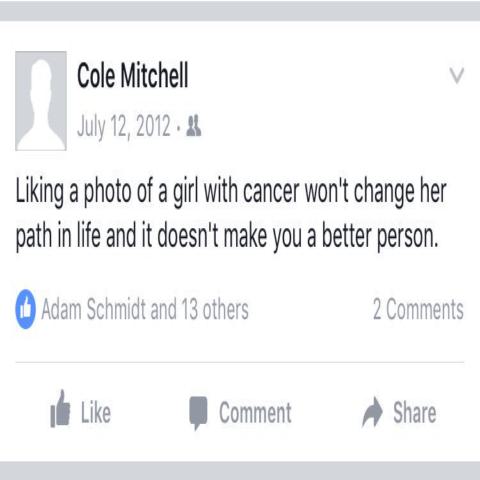 Cole Mitchell
July 12, 2012 ·
Liking a photo of a girl with cancer won't change her
path in life and it doesn't make you a better person.
Adam Schmidt and 13 others 2 Comments
Like Comment Share